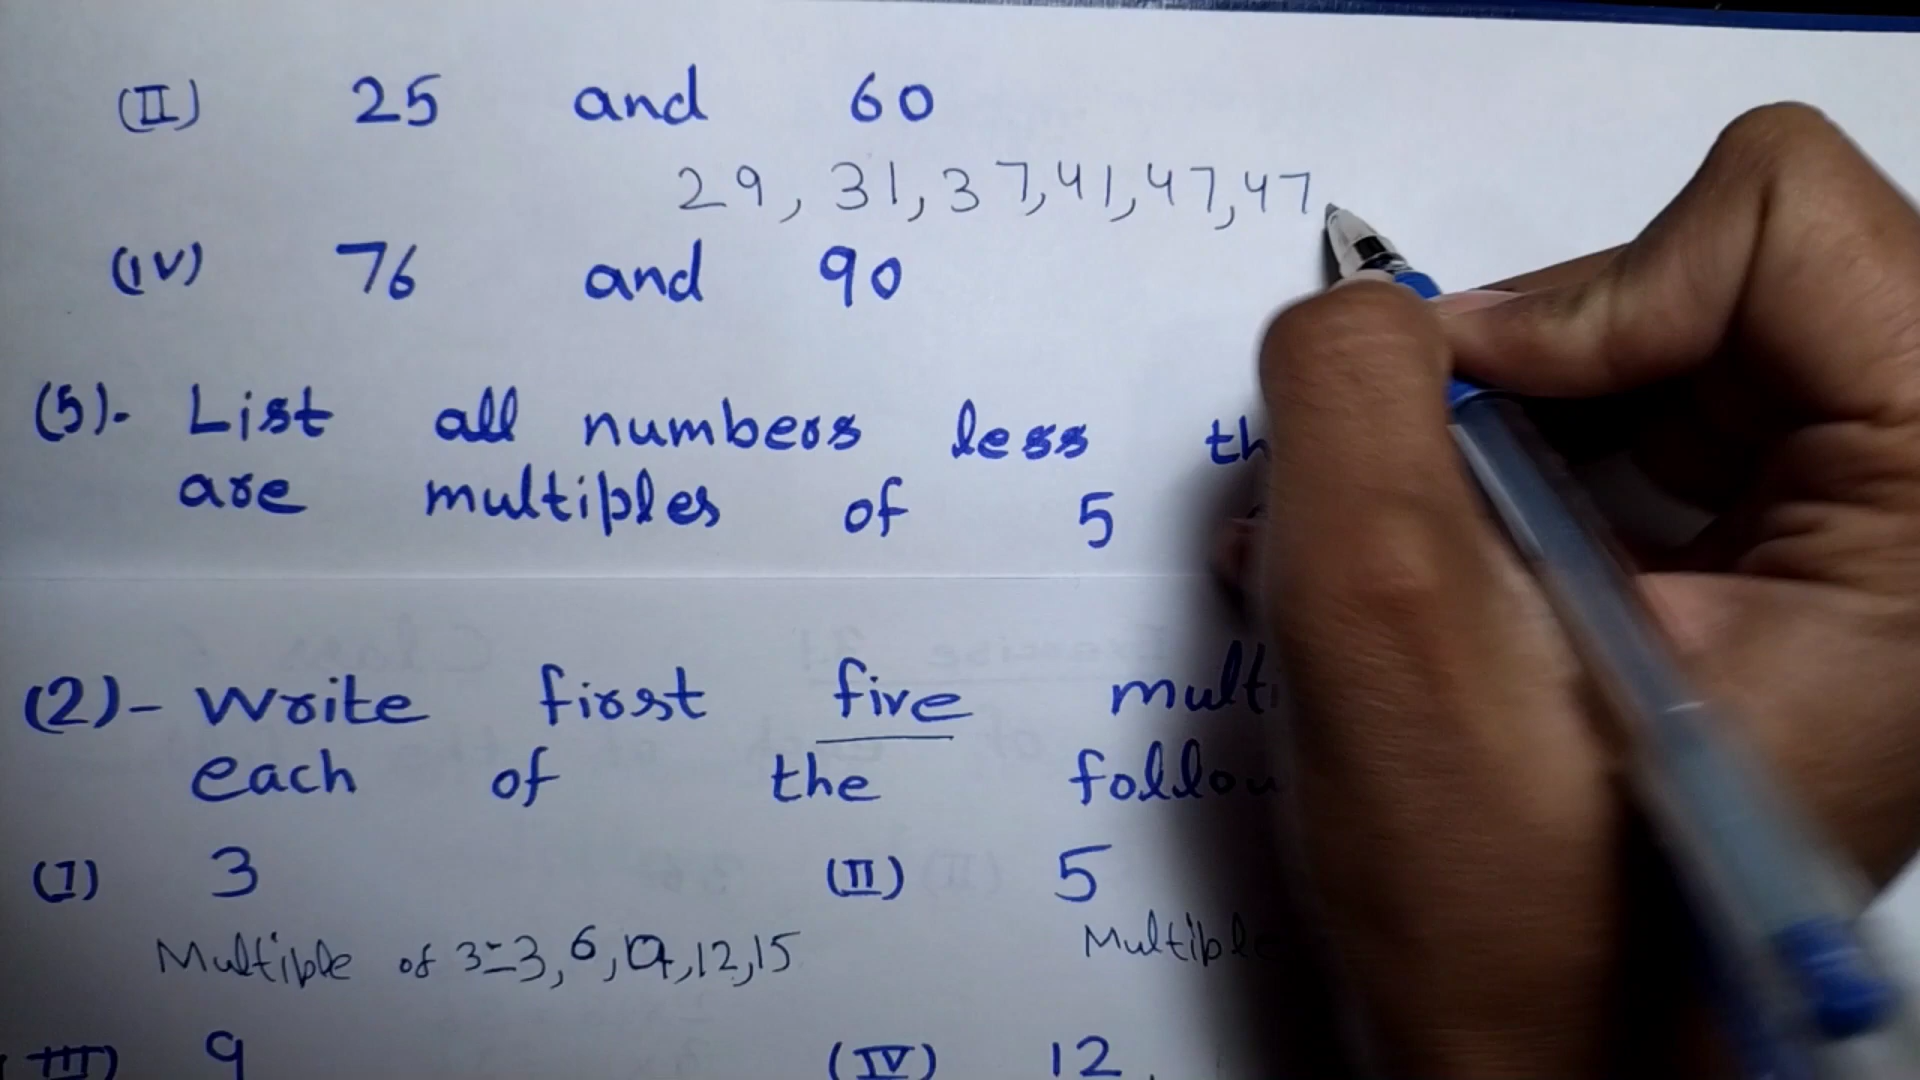 (II) 25 and 60
29, 31, 37, 41, 47, 47
(IV) 76 and 90
(5)- List all numbers less th
are multiples of 5
(2)- Write first five multi
each of the follow
(I) 3 (II) 5
Multiple of 3 = 3, 6, 9, 12, 15 Multiple
(III) 9 (IV) 12